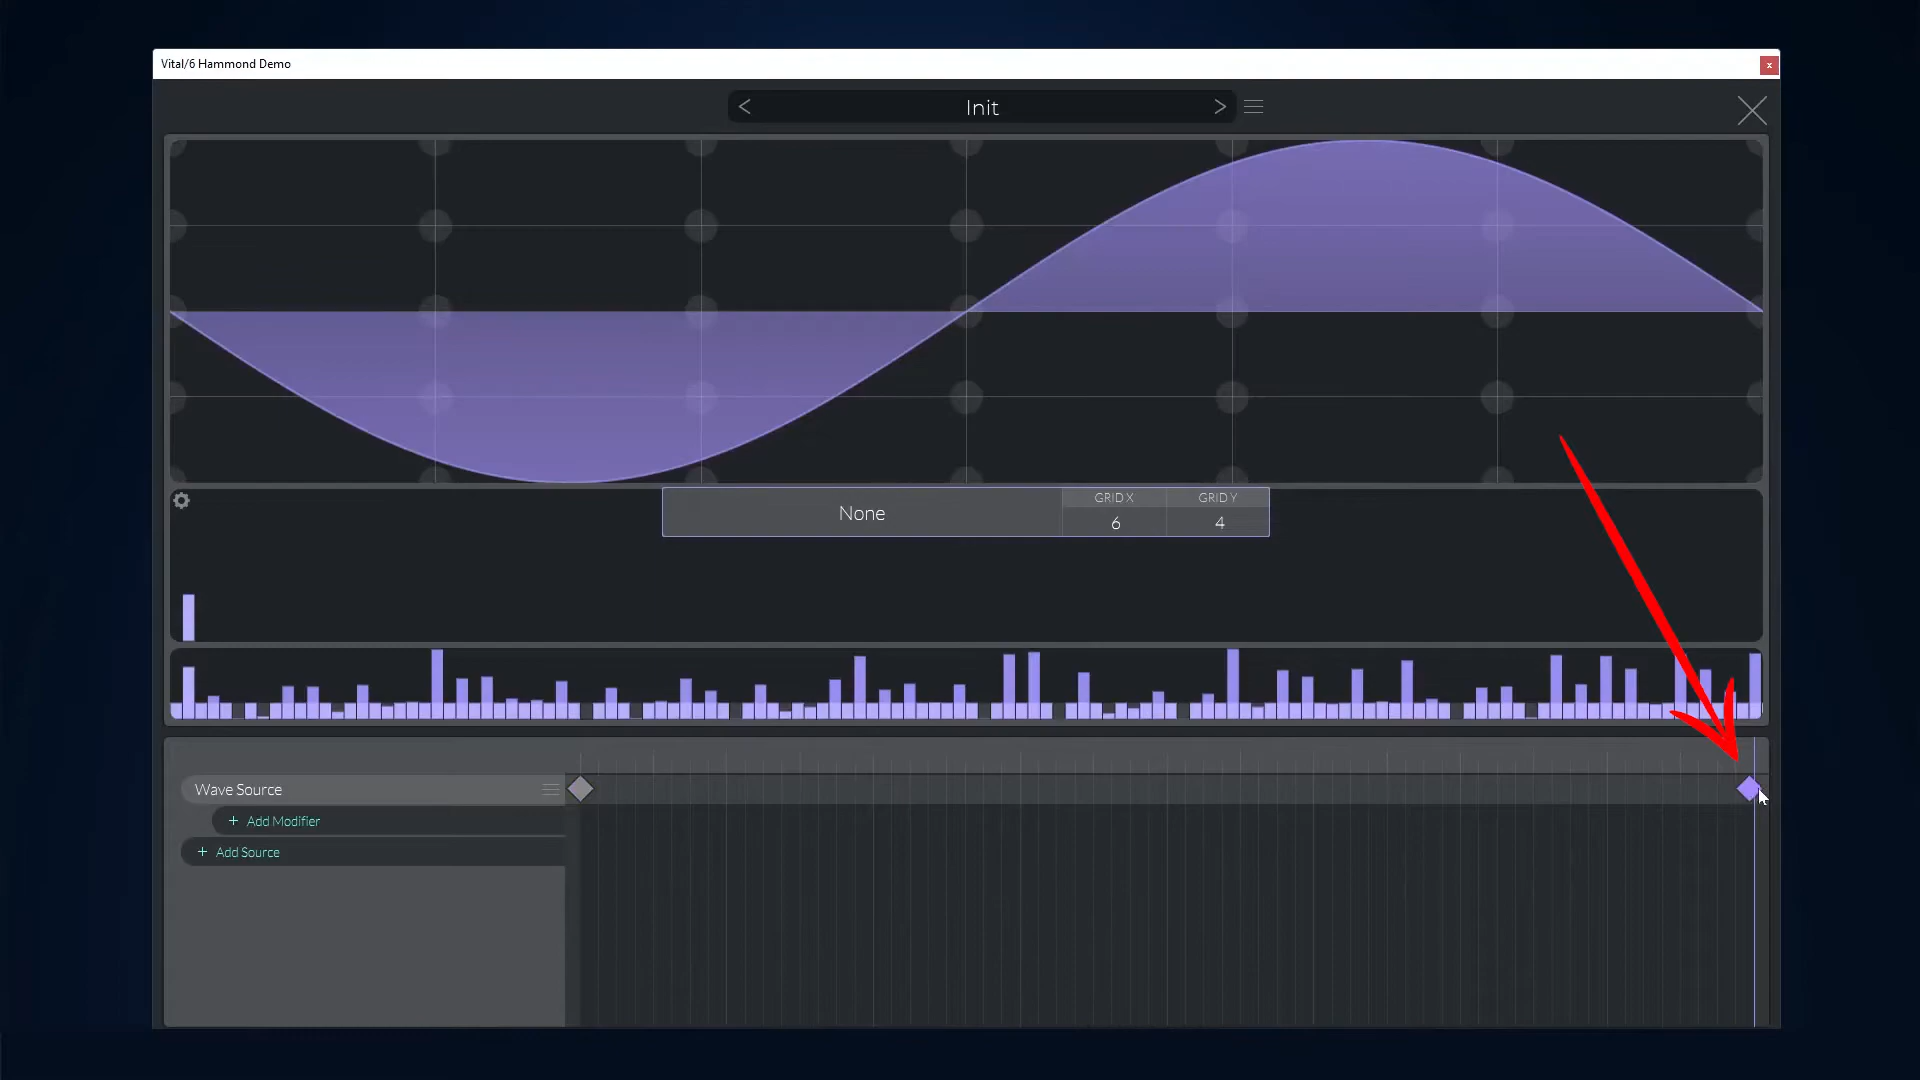 Vital/6 Hammond Demo
x
Init
None
GRID X
6
GRID Y
4
Wave Source
+ Add Modifier
+ Add Source